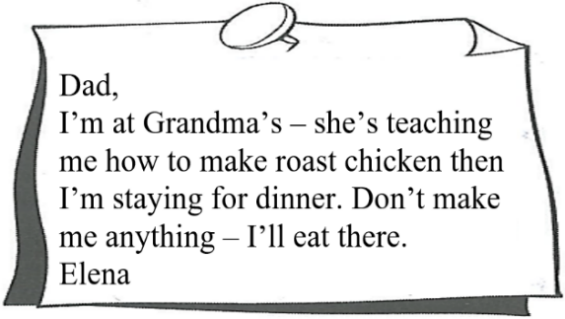 Dad,
I’m at Grandma’s – she’s teaching
me how to make roast chicken then
I’m staying for dinner. Don’t make
me anything – I’ll eat there.
Elena